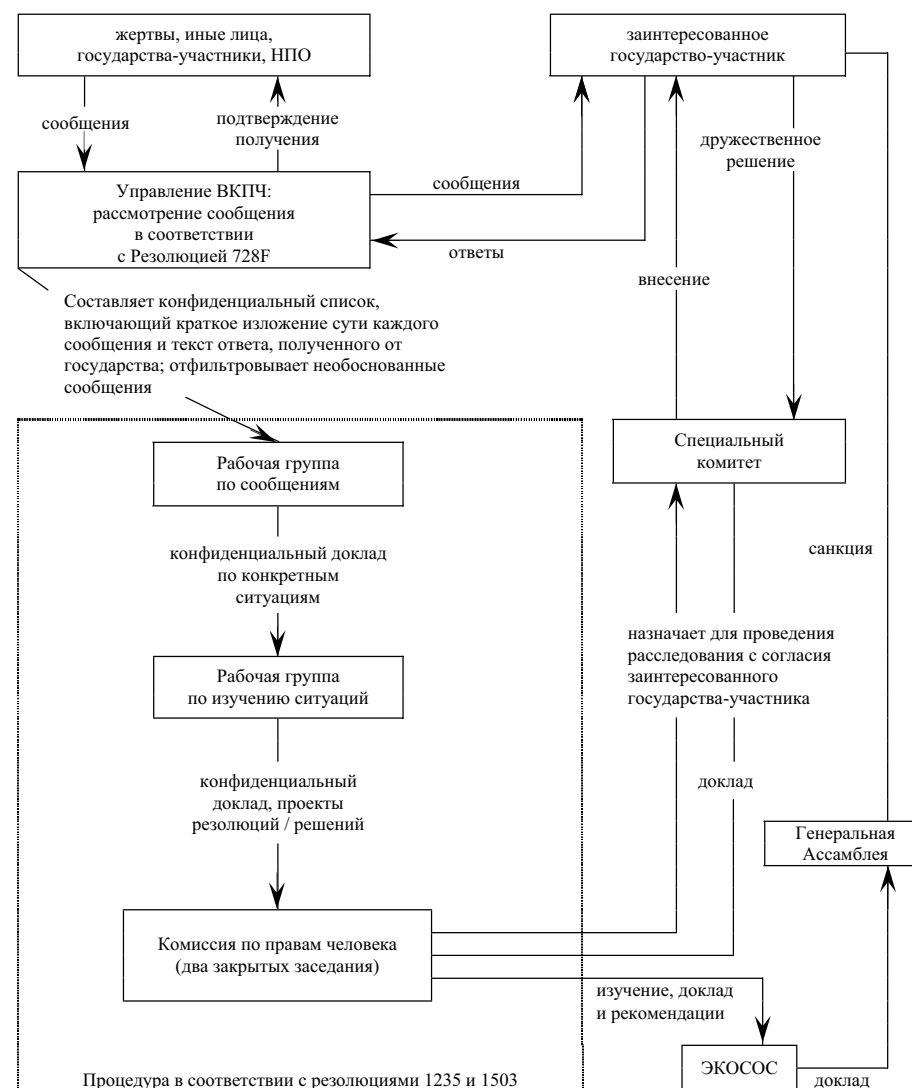 жертвы, иные лица,
государства-участники, НПО
заинтересованное
государство-участник
сообщения
подтверждение
получения
дружественное
решение
Управление ВКПЧ:
рассмотрение сообщения
в соответствии
с Резолюцией 728F
сообщения
ответы
внесение
Составляет конфиденциальный список,
включающий краткое изложение сути каждого
сообщения и текст ответа, полученного от
государства; отфильтровывает необоснованные
сообщения
Рабочая группа
по сообщениям
Специальный
комитет
конфиденциальный доклад
по конкретным
ситуациям
санкция
назначает для проведения
расследования с согласия
заинтересованного
государства-участника
Рабочая группа
по изучению ситуаций
конфиденциальный
доклад, проекты
резолюций / решений
доклад
Генеральная
Ассамблея
Комиссия по правам человека
(два закрытых заседания)
изучение, доклад
и рекомендации
ЭКОСОС
доклад
Процедура в соответствии с резолюциями 1235 и 1503